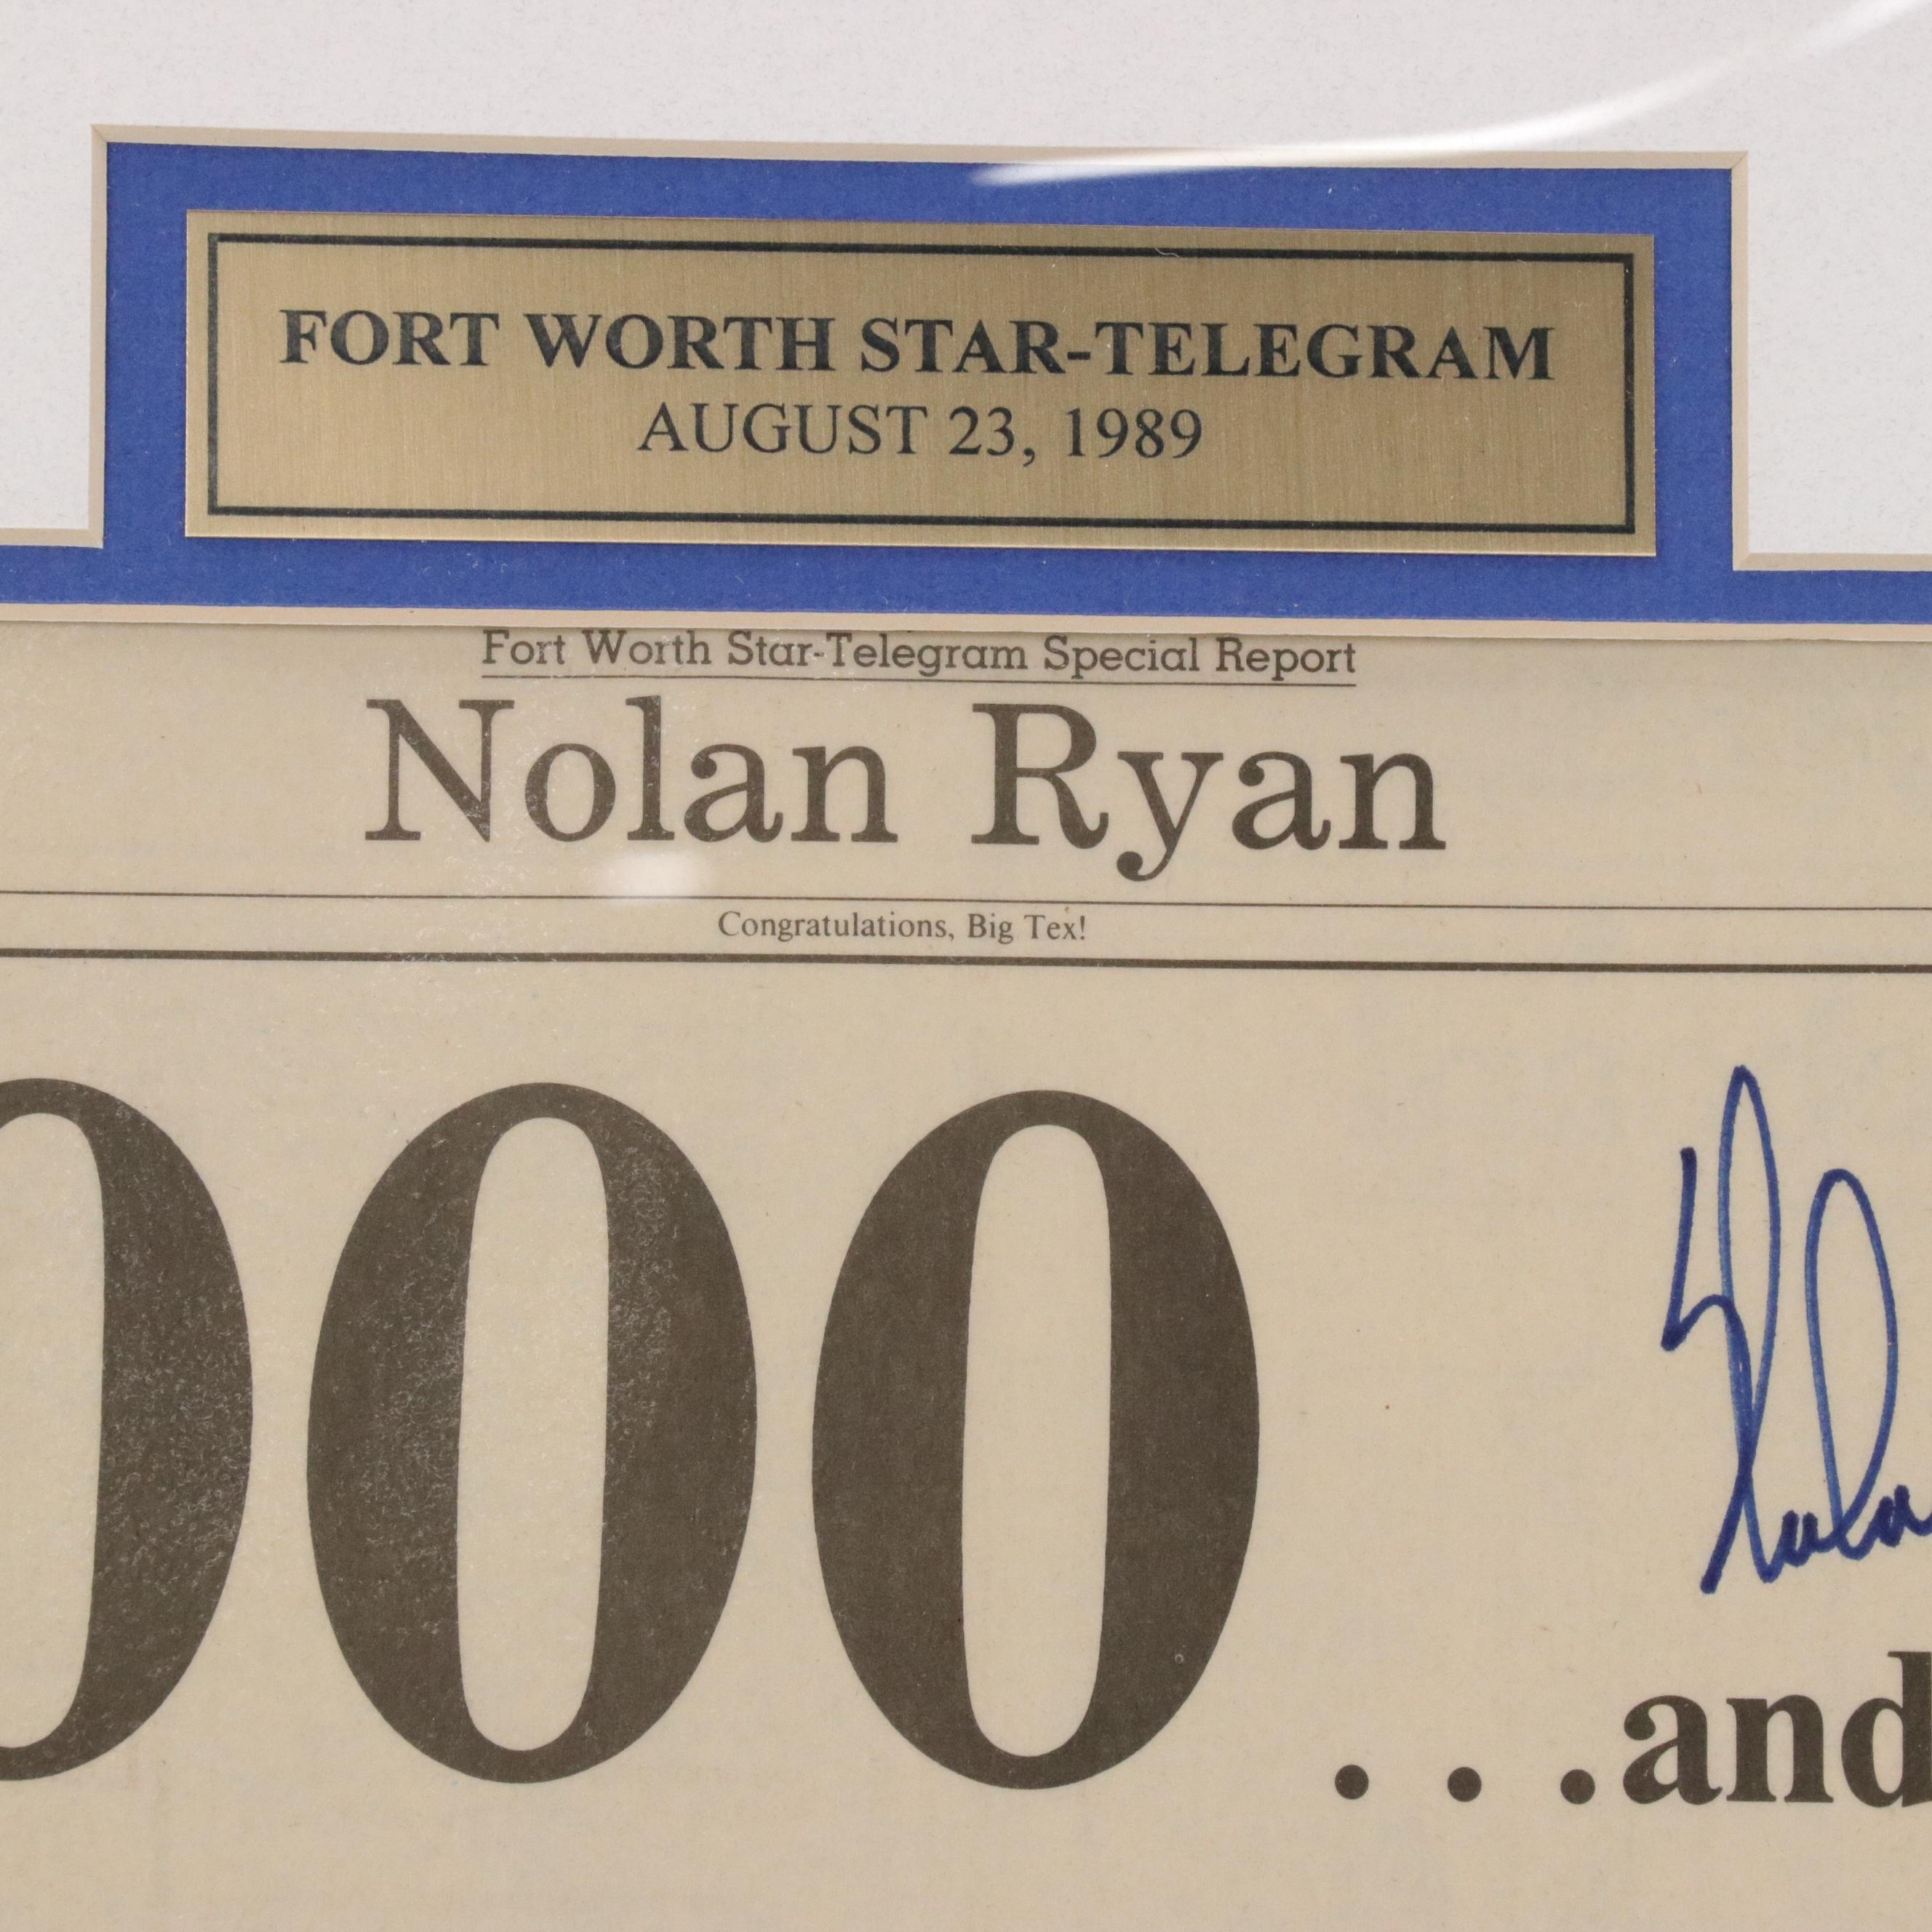 FORT WORTH STAR-TELEGRAM
AUGUST 23, 1989
Fort Worth Star-Telegram Special Report
Nolan Ryan
Congratulations, Big Tex!
000
Nolan
. . .and